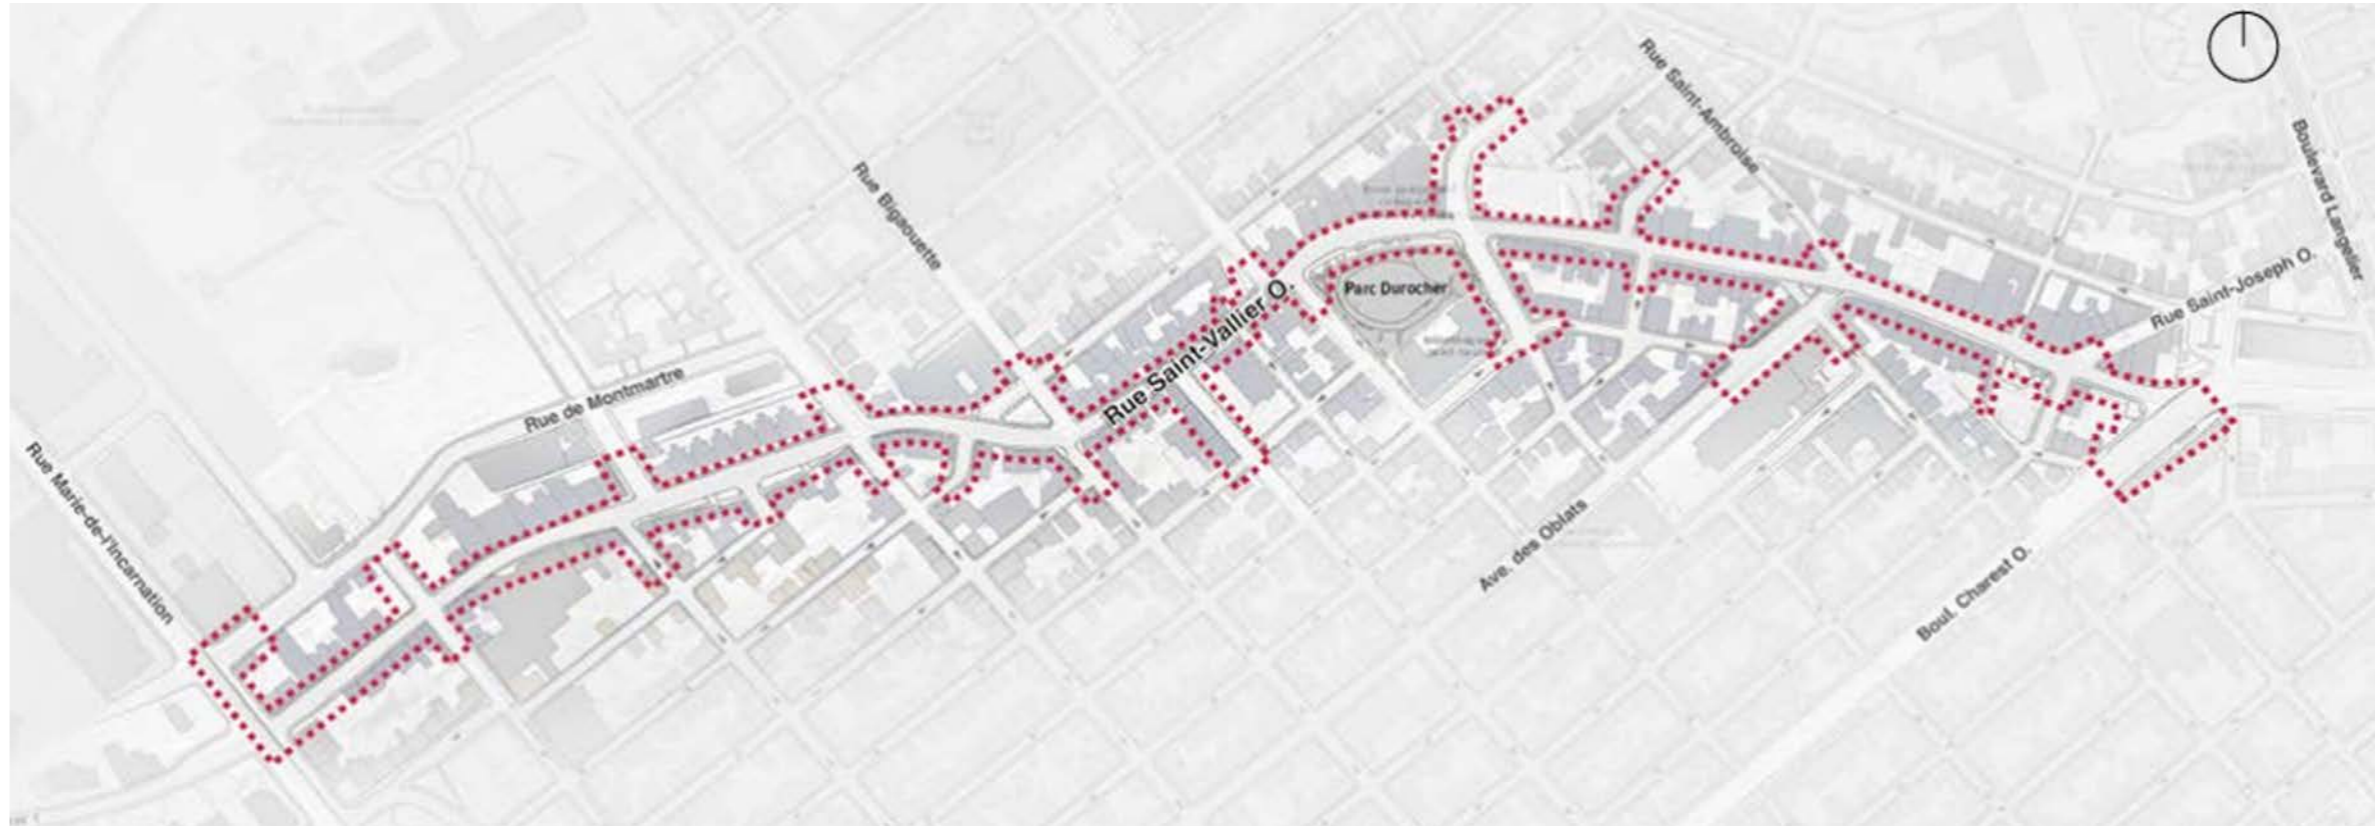 Rue Saint-Ambroise
Boulevard Langelier
Rue Bigaouette
Rue Saint-Joseph O.
Parc Durocher
Rue Saint-Vallier O.
Rue de Montmartre
Rue Marie-de-l'Incarnation
Ave. des Oblats
Boul. Charest O.